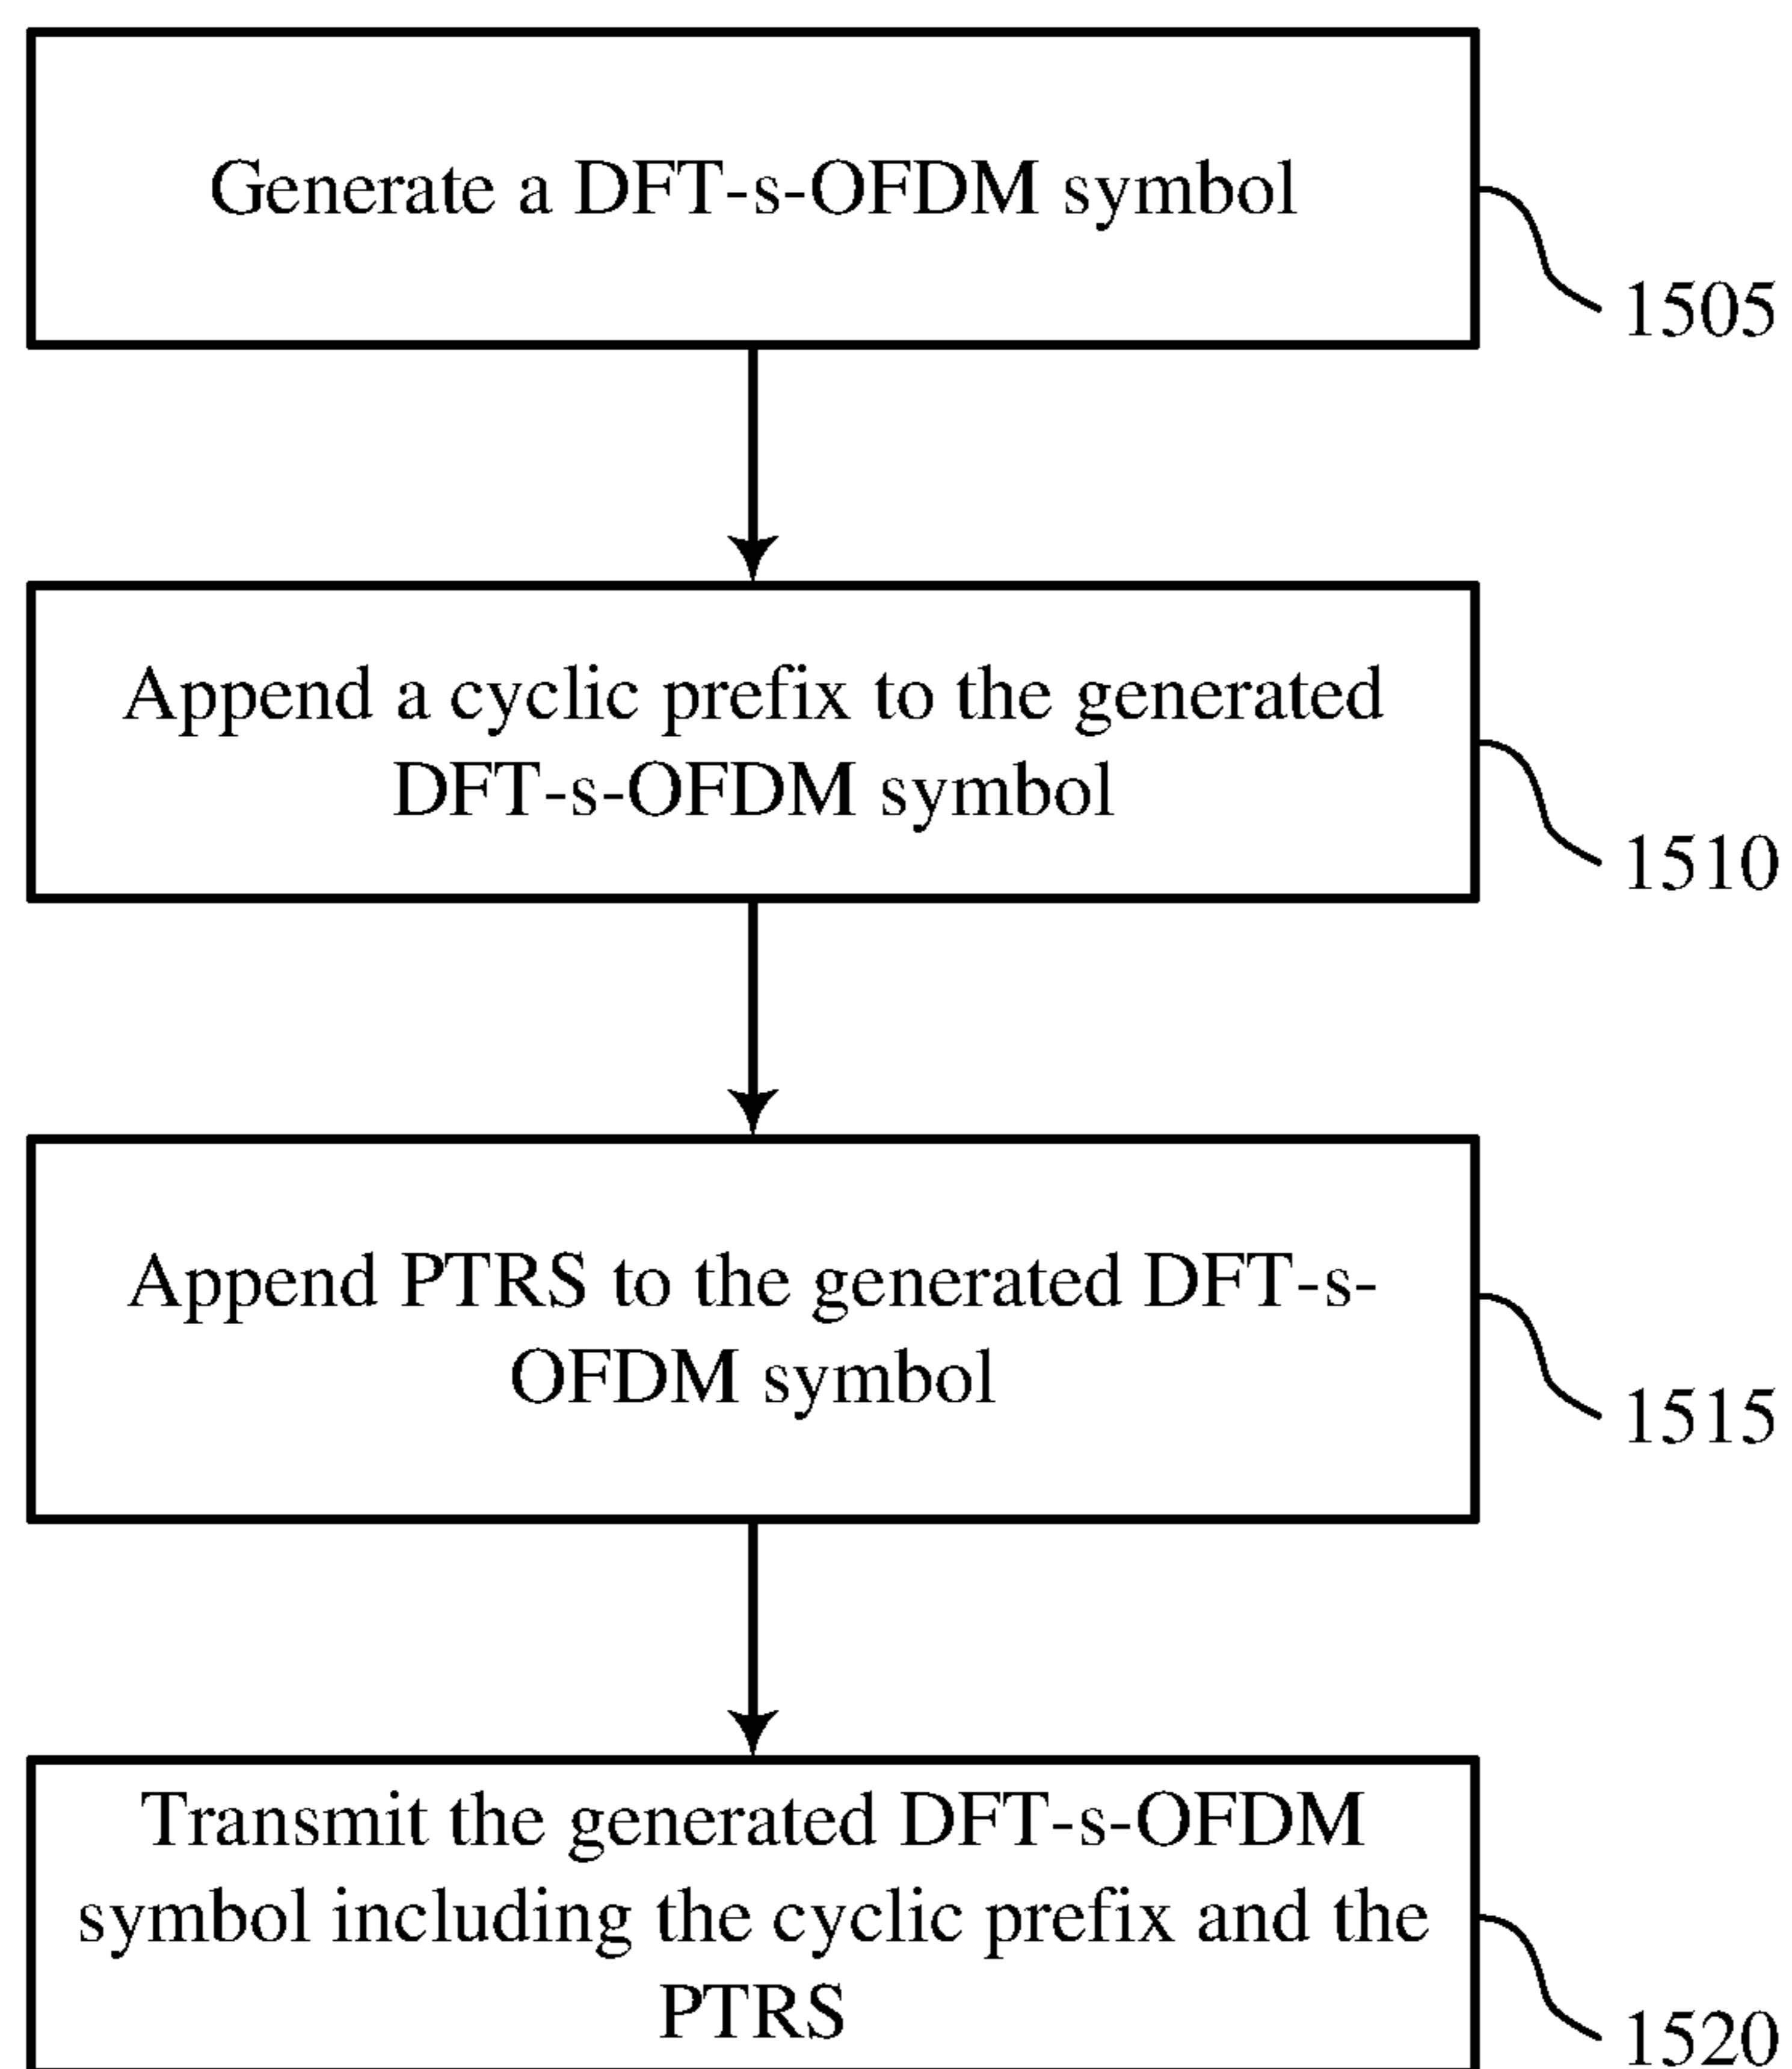 Generate a DFT-s-OFDM symbol
1505
Append a cyclic prefix to the generated
DFT-s-OFDM symbol
1510
Append PTRS to the generated DFT-s-
OFDM symbol
1515
Transmit the generated DFT-s-OFDM
symbol including the cyclic prefix and the
PTRS
1520